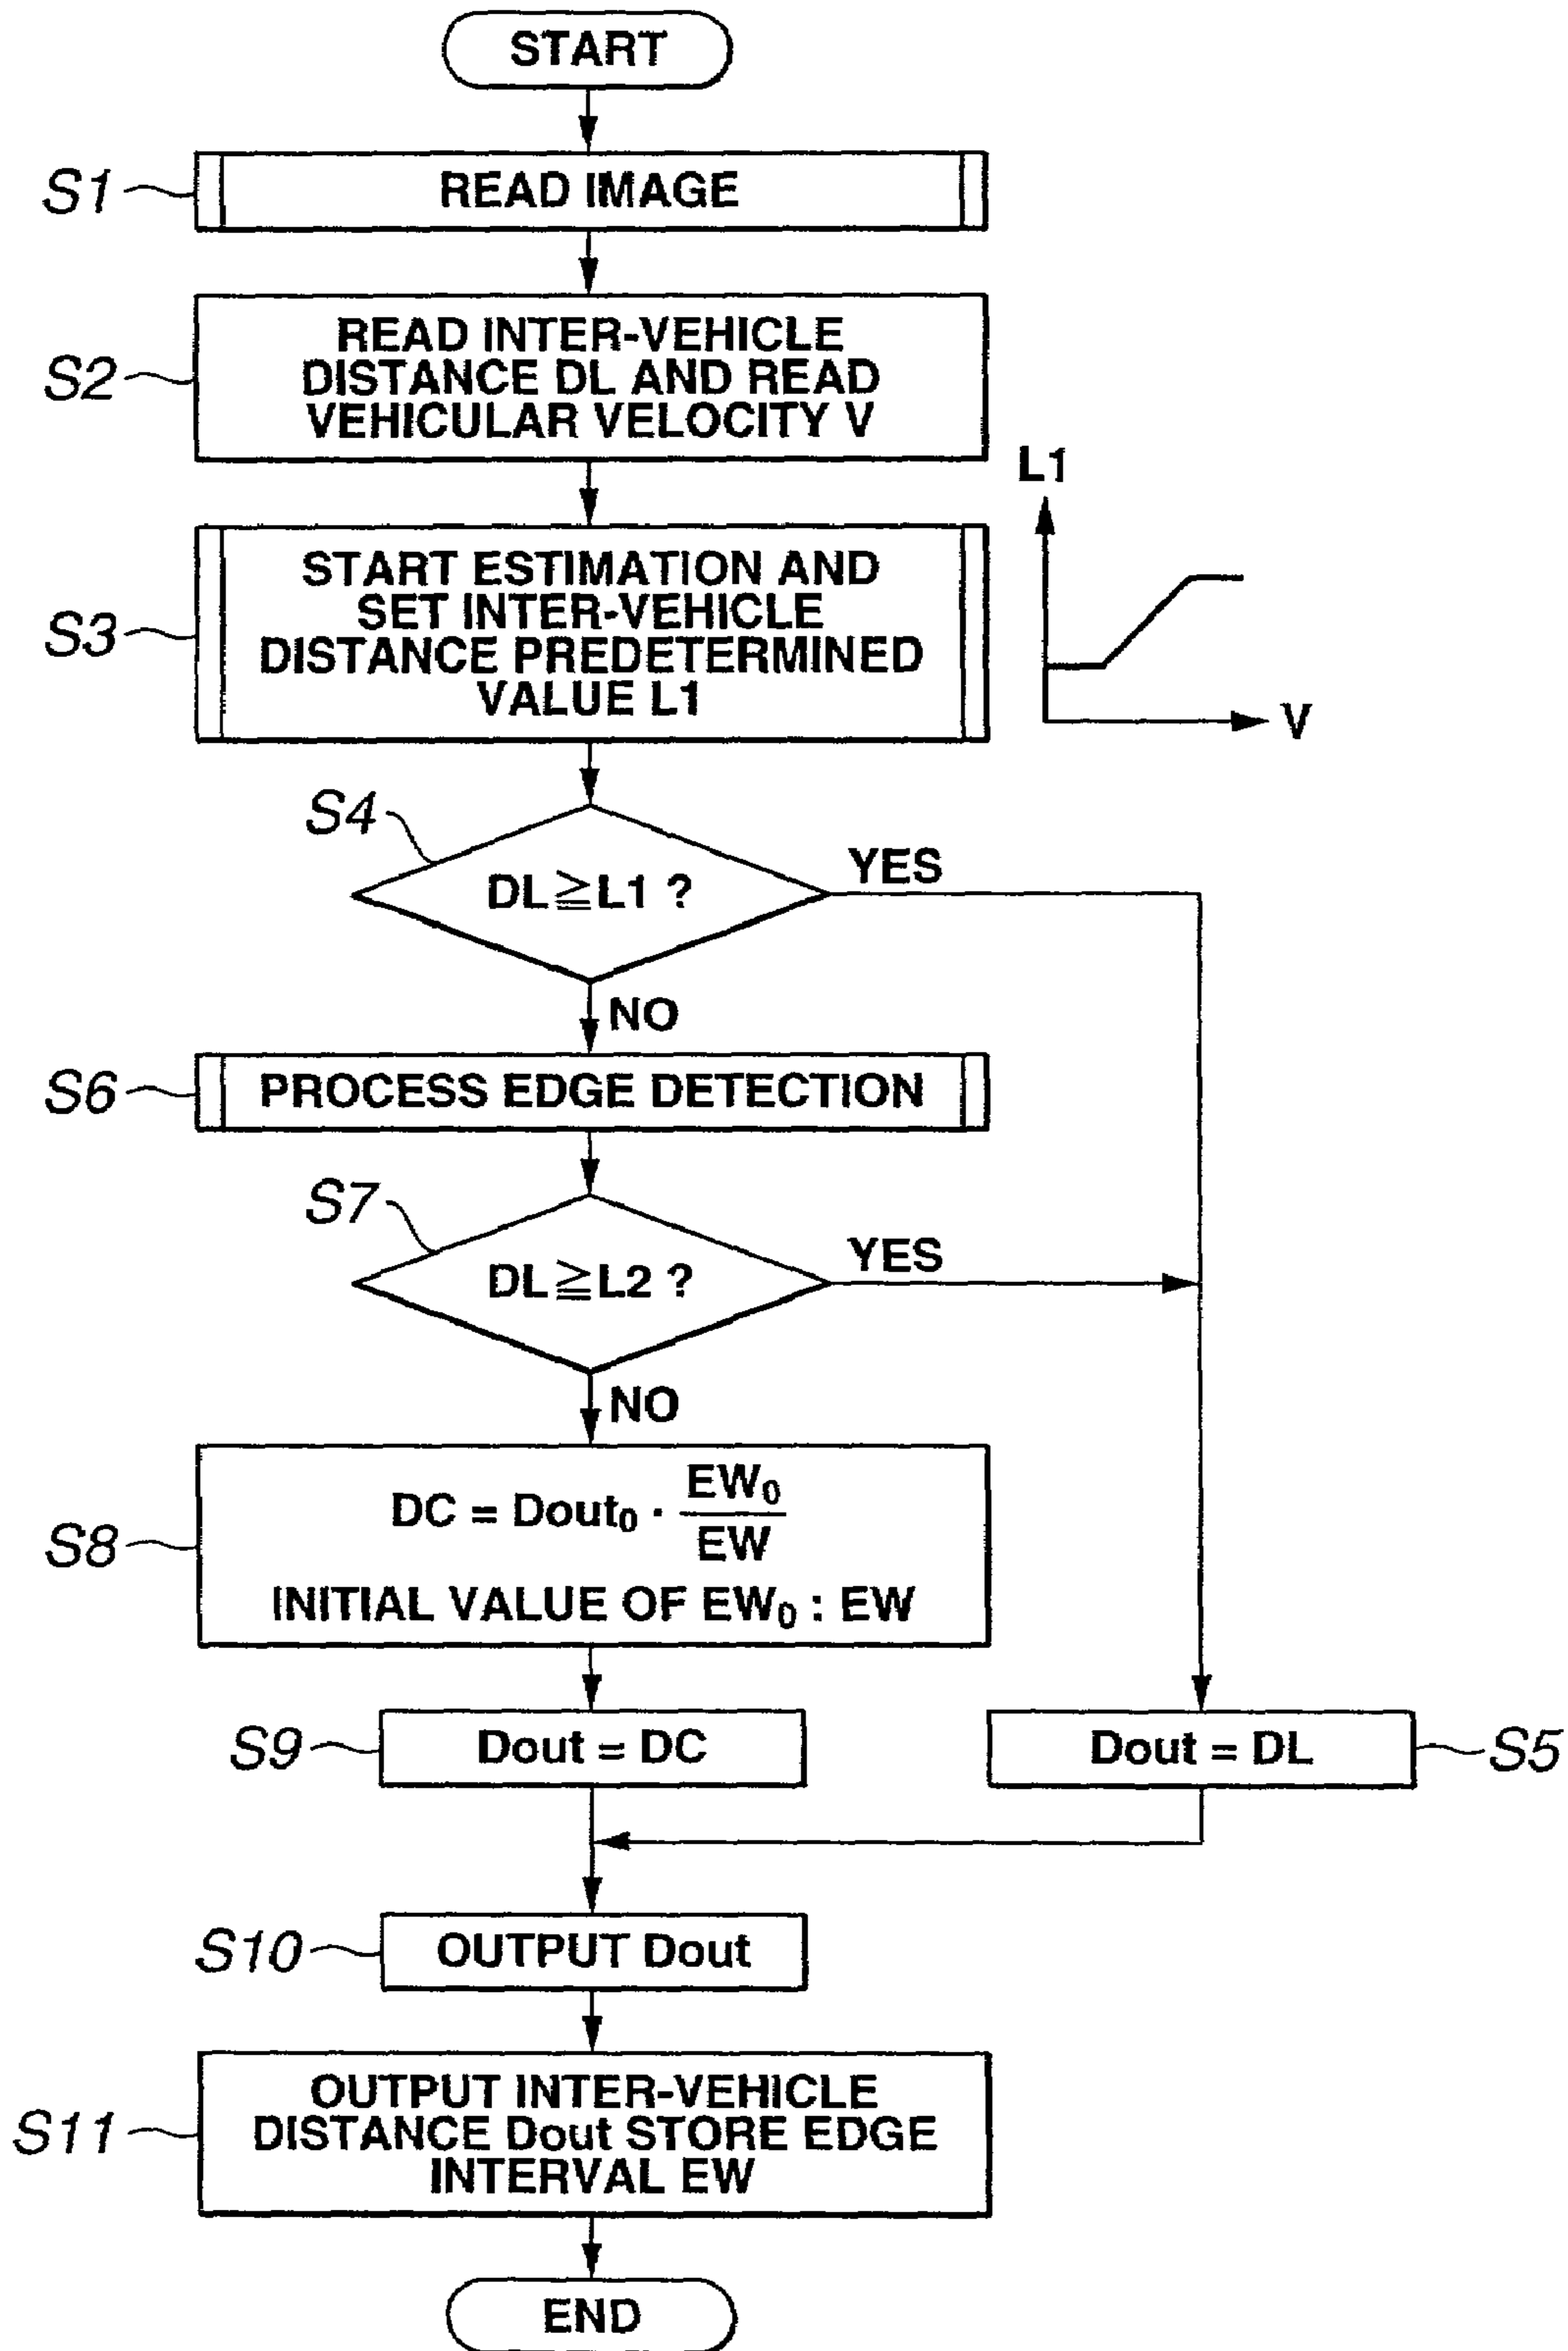 START
S1
READ IMAGE
S2
READ INTER-VEHICLE
DISTANCE DL AND READ
VEHICULAR VELOCITY V
S3
START ESTIMATION AND
SET INTER-VEHICLE
DISTANCE PREDETERMINED
VALUE L1
L1
V
S4
DL≧L1 ?
YES
NO
S6
PROCESS EDGE DETECTION
S7
DL≧L2 ?
YES
NO
S8
DC = Dout₀ · EW₀/EW
INITIAL VALUE OF EW₀ : EW
S9
Dout = DC
Dout = DL
S5
S10
OUTPUT Dout
S11
OUTPUT INTER-VEHICLE
DISTANCE Dout STORE EDGE
INTERVAL EW
END